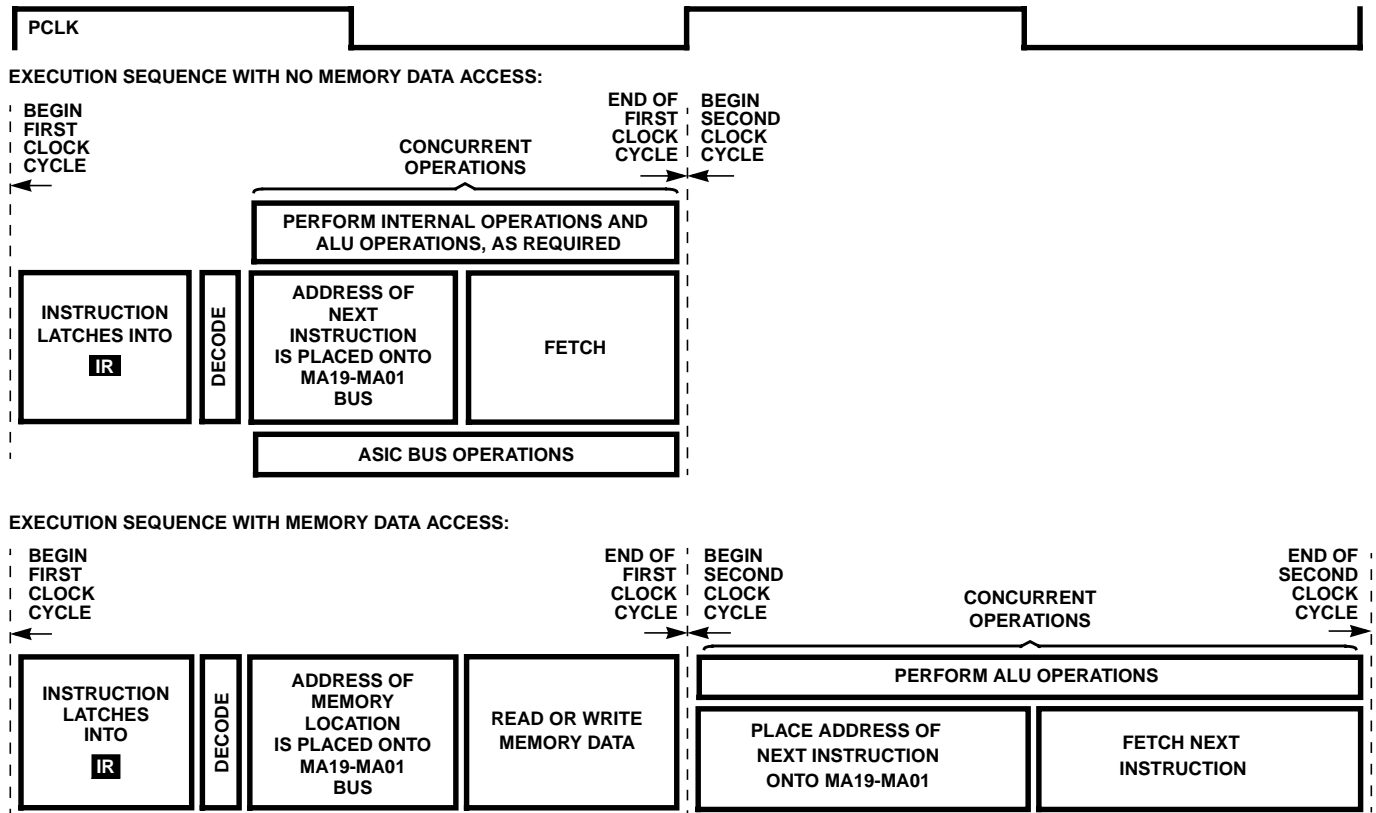 PCLK
EXECUTION SEQUENCE WITH NO MEMORY DATA ACCESS:
BEGIN
FIRST
CLOCK
CYCLE
CONCURRENT
OPERATIONS
END OF
FIRST
CLOCK
CYCLE
BEGIN
SECOND
CLOCK
CYCLE
PERFORM INTERNAL OPERATIONS AND
ALU OPERATIONS, AS REQUIRED
INSTRUCTION
LATCHES INTO
IR
DECODE
ADDRESS OF
NEXT
INSTRUCTION
IS PLACED ONTO
MA19-MA01
BUS
FETCH
ASIC BUS OPERATIONS
EXECUTION SEQUENCE WITH MEMORY DATA ACCESS:
BEGIN
FIRST
CLOCK
CYCLE
END OF
FIRST
CLOCK
CYCLE
BEGIN
SECOND
CLOCK
CYCLE
CONCURRENT
OPERATIONS
END OF
SECOND
CLOCK
CYCLE
INSTRUCTION
LATCHES
INTO
IR
DECODE
ADDRESS OF
MEMORY
LOCATION
IS PLACED ONTO
MA19-MA01
BUS
READ OR WRITE
MEMORY DATA
PERFORM ALU OPERATIONS
PLACE ADDRESS OF
NEXT INSTRUCTION
ONTO MA19-MA01
FETCH NEXT
INSTRUCTION